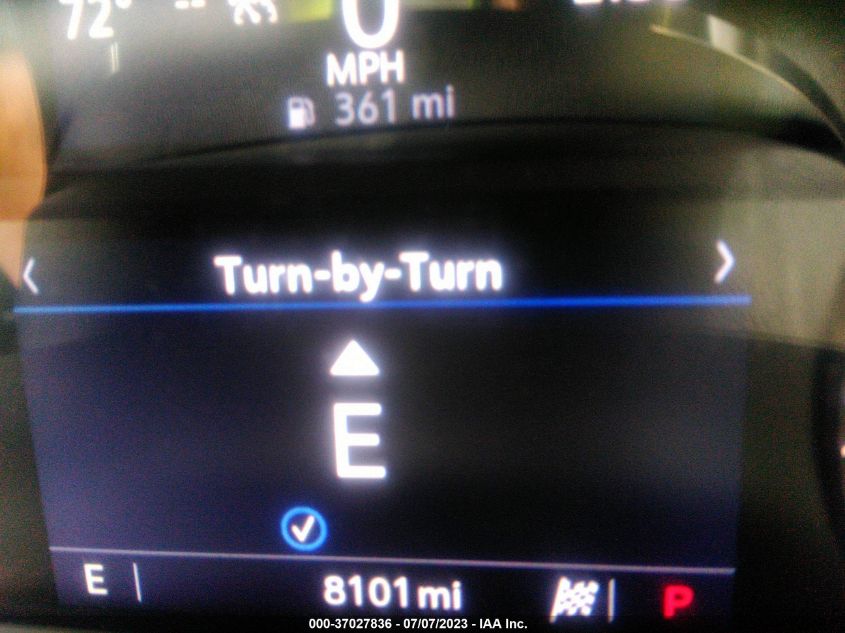 72°
0
MPH
361 mi
Turn-by-Turn
E
E 8101 mi P
000-37027836 - 07/07/2023 - IAA Inc.